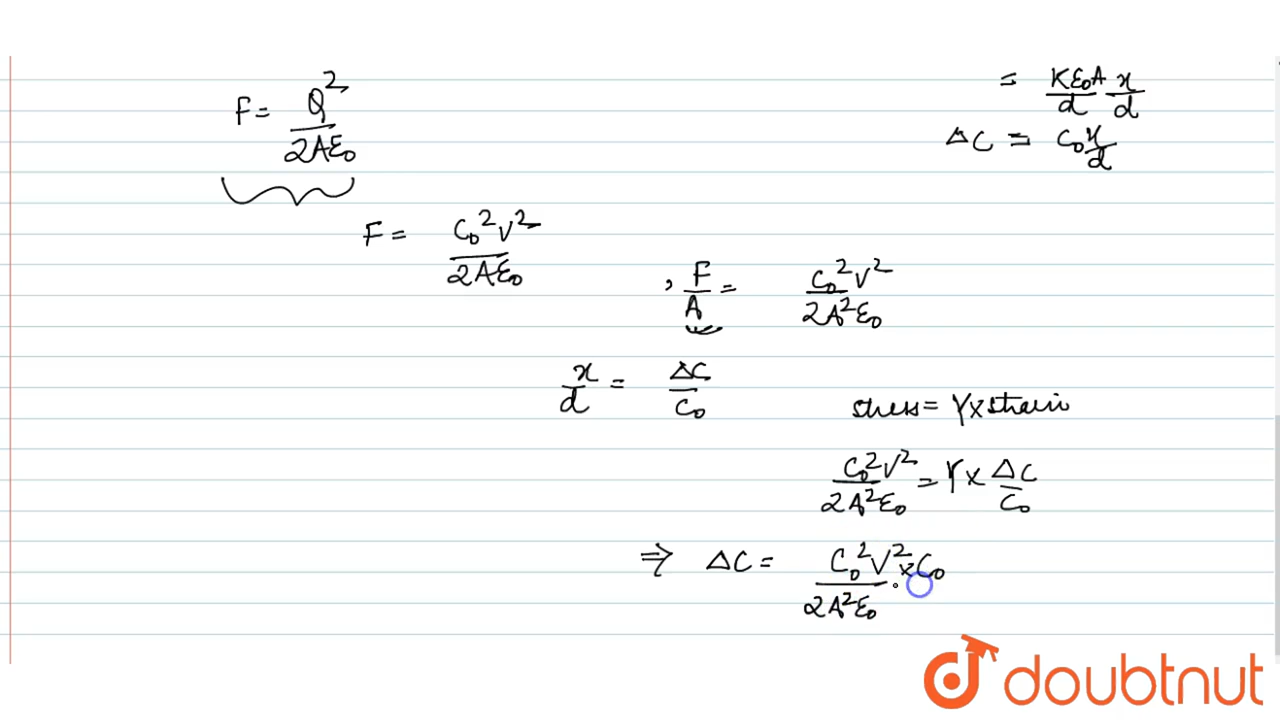 = Kε₀A/d x/d
F = Q²/2Aε₀
ΔC = C₀ x/d
F = C₀²V²/2Aε₀
, F/A = C₀²V²/2A²ε₀
x/d = ΔC/C₀
stress = Y×strain
C₀²V²/2A²ε₀ = Y× ΔC/C₀
⇒ ΔC = C₀²V²/2A²ε₀ ×C₀
doubtnut